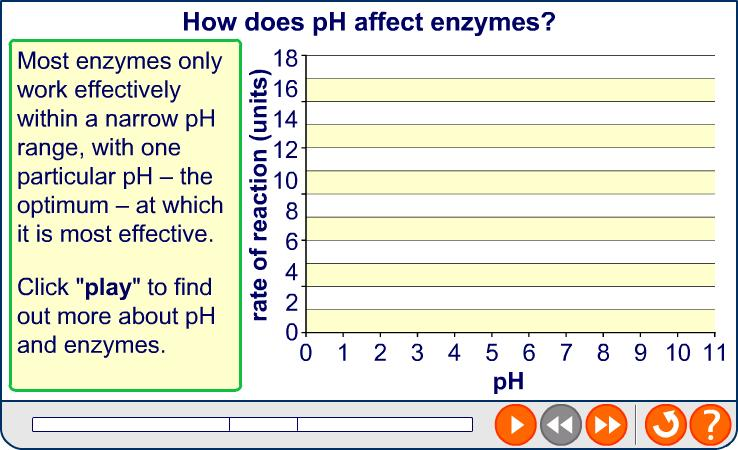 How does pH affect enzymes?
Most enzymes only
work effectively
within a narrow pH
range, with one
particular pH – the
optimum – at which
it is most effective.
Click "play" to find
out more about pH
and enzymes.
rate of reaction (units)
18
16
14
12
10
8
6
4
2
0
0 1 2 3 4 5 6 7 8 9 10 11
pH
?